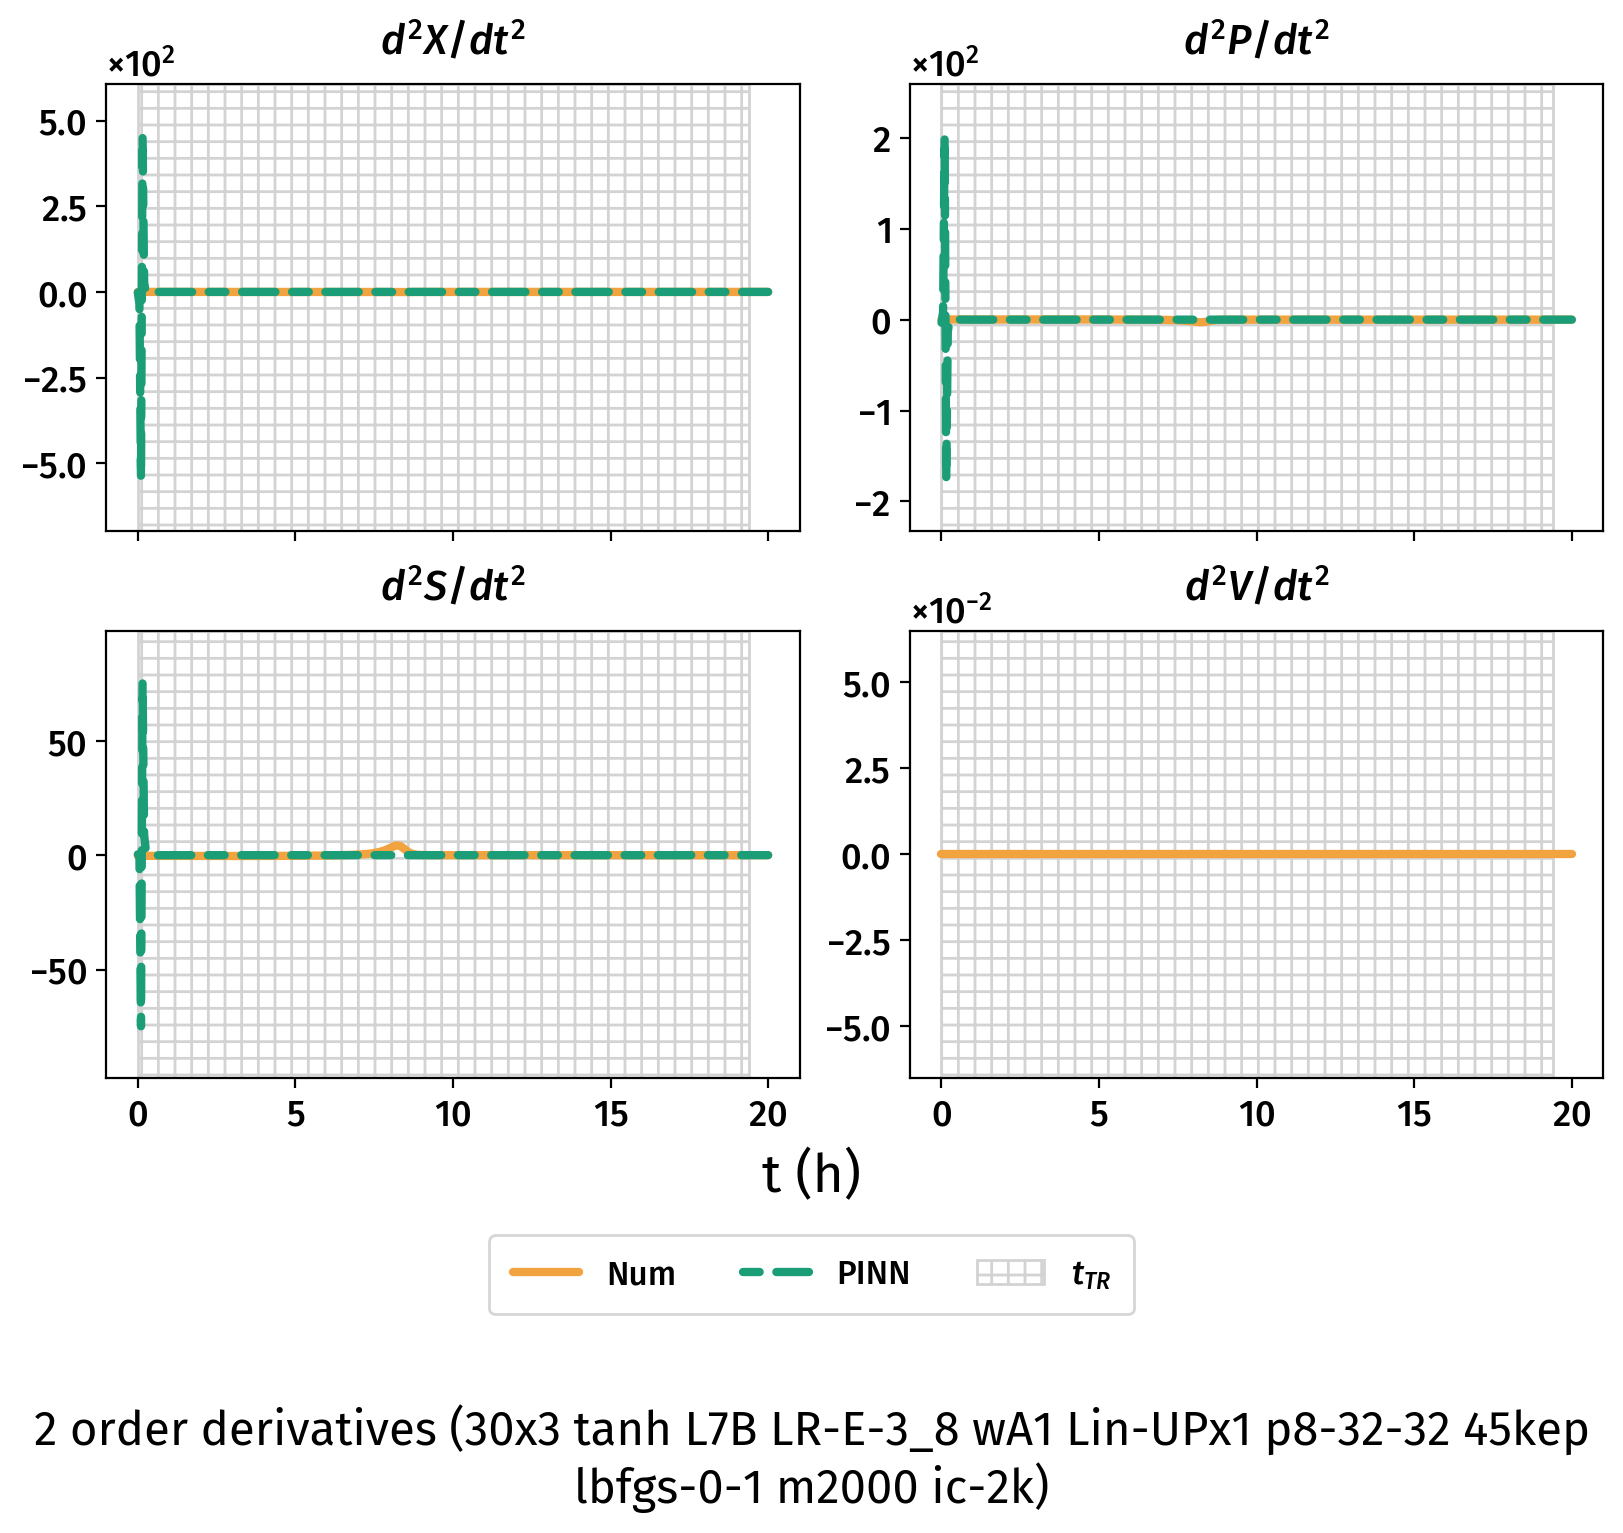 d²X/dt²
×10²
5.0
2.5
0.0
−2.5
−5.0
d²P/dt²
×10²
2
1
0
−1
−2
d²S/dt²
50
0
−50
0 5 10 15 20
d²V/dt²
×10⁻²
5.0
2.5
0.0
−2.5
−5.0
0 5 10 15 20
t (h)
Num PINN t_TR
2 order derivatives (30x3 tanh L7B LR-E-3_8 wA1 Lin-UPx1 p8-32-32 45kep
lbfgs-0-1 m2000 ic-2k)